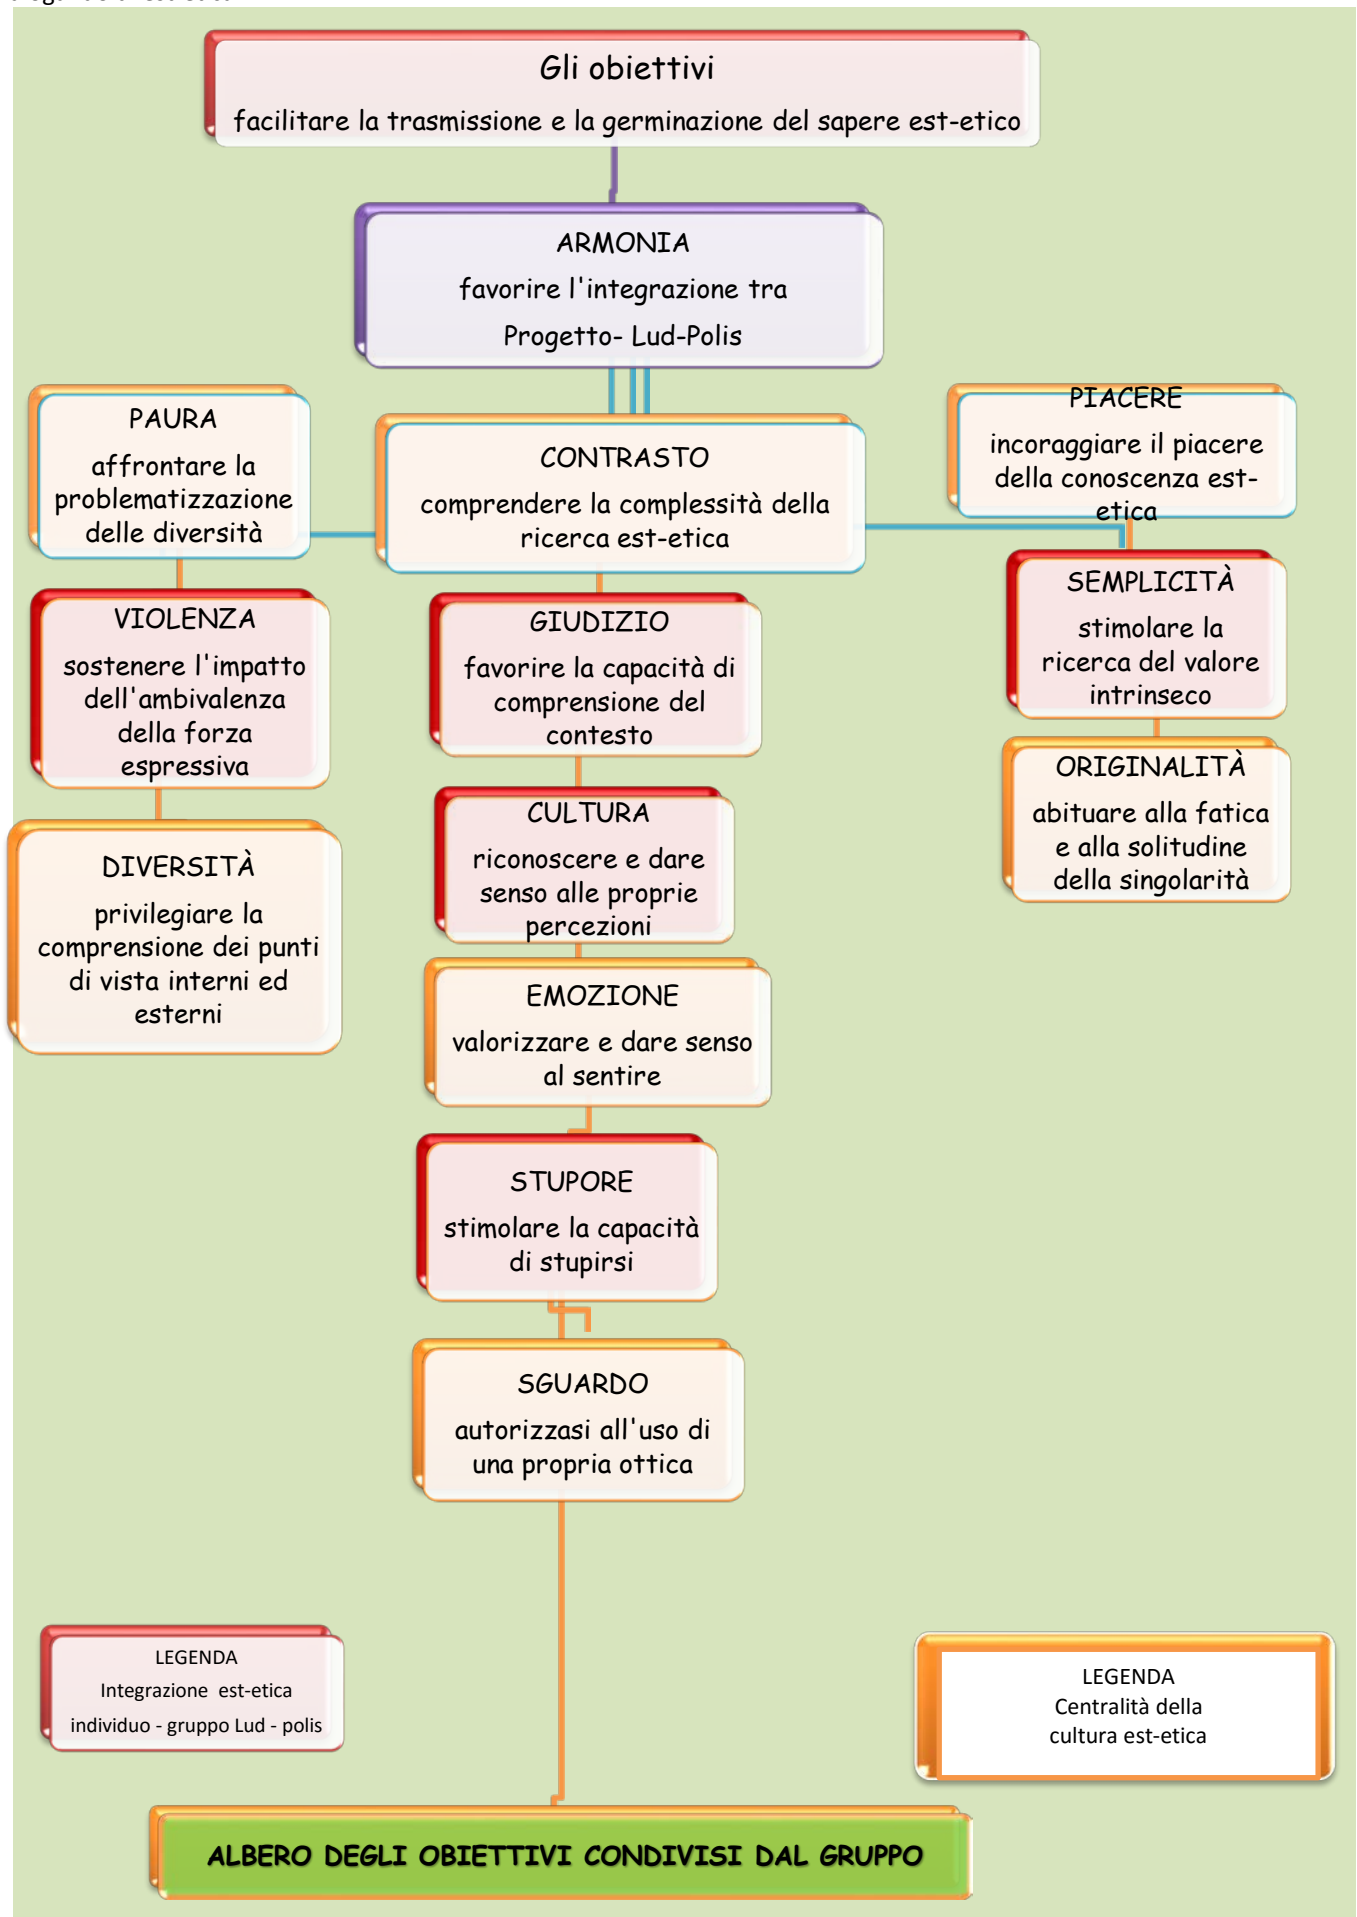 Gli obiettivi
facilitare la trasmissione e la germinazione del sapere est-etico
ARMONIA
favorire l'integrazione tra
Progetto- Lud-Polis
PAURA
affrontare la
problematizzazione
delle diversità
CONTRASTO
comprendere la complessità della
ricerca est-etica
PIACERE
incoraggiare il piacere
della conoscenza est-
etica
VIOLENZA
sostenere l'impatto
dell'ambivalenza
della forza
espressiva
GIUDIZIO
favorire la capacità di
comprensione del
contesto
SEMPLICITÀ
stimolare la
ricerca del valore
intrinseco
DIVERSITÀ
privilegiare la
comprensione dei punti
di vista interni ed
esterni
CULTURA
riconoscere e dare
senso alle proprie
percezioni
ORIGINALITÀ
abituare alla fatica
e alla solitudine
della singolarità
EMOZIONE
valorizzare e dare senso
al sentire
STUPORE
stimolare la capacità
di stupirsi
SGUARDO
autorizzasi all'uso di
una propria ottica
LEGENDA
Integrazione est-etica
individuo - gruppo Lud - polis
LEGENDA
Centralità della
cultura est-etica
ALBERO DEGLI OBIETTIVI CONDIVISI DAL GRUPPO